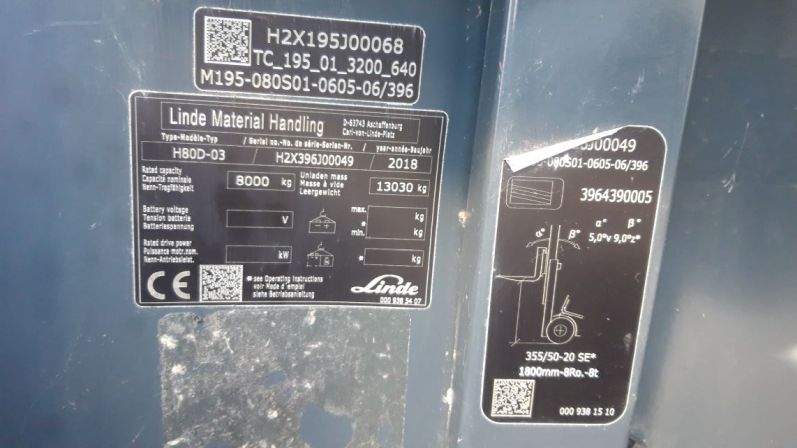 H2X195J00068
TC_195_01_3200_640
M195-080S01-0605-06/396
Linde Material Handling
D-63743 Aschaffenburg
Carl-von-Linde-Platz
Type-Modèle-Typ / Serial no.-No. de série-Serien-Nr. year-année-Baujahr
H80D-03 H2X396J00049 / 2018
Rated capacity
Capacité nominale
Nenn-Tragfähigkeit
8000 kg
Unladen mass
Masse à vide
Leergewicht
13030 kg
Battery voltage
Tension batterie
Batteriespannung
V
max.
*
min.
kg
kg
Rated drive power
Puissance motr.nom.
Nenn-Antriebsleist.
kW
* kg
CE
* see Operating Instructions
voir Mode d'emploi
siehe Betriebsanleitung
Linde
000 938 54 07
J00049
080S01-0605-06/396
3964390005
α° β°
5,0°v 9,0°z*
α° β°
355/50-20 SE*
1800mm-8Ro.-8t
000 938 15 10